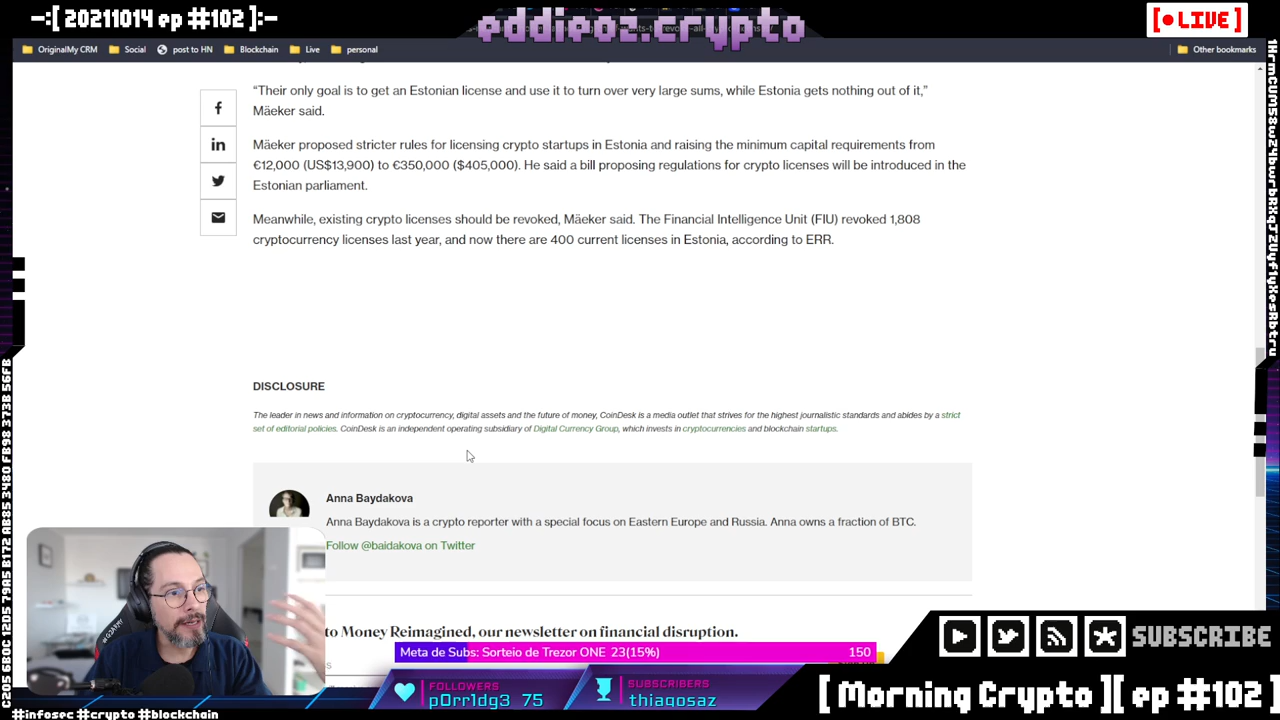 -:[ 20211014 ep #102 ]:-
eddieoz.crypto
[ • LIVE ]
OriginalMy CRM
Social
post to HN
Blockchain
Live
personal
Other bookmarks
“Their only goal is to get an Estonian license and use it to turn over very large sums, while Estonia gets nothing out of it,”
Mäeker said.
Mäeker proposed stricter rules for licensing crypto startups in Estonia and raising the minimum capital requirements from
€12,000 (US$13,900) to €350,000 ($405,000). He said a bill proposing regulations for crypto licenses will be introduced in the
Estonian parliament.
Meanwhile, existing crypto licenses should be revoked, Mäeker said. The Financial Intelligence Unit (FIU) revoked 1,808
cryptocurrency licenses last year, and now there are 400 current licenses in Estonia, according to ERR.
DISCLOSURE
The leader in news and information on cryptocurrency, digital assets and the future of money, CoinDesk is a media outlet that strives for the highest journalistic standards and abides by a strict
set of editorial policies. CoinDesk is an independent operating subsidiary of Digital Currency Group, which invests in cryptocurrencies and blockchain startups.
Anna Baydakova
Anna Baydakova is a crypto reporter with a special focus on Eastern Europe and Russia. Anna owns a fraction of BTC.
Follow @baidakova on Twitter
to Money Reimagined, our newsletter on financial disruption.
Meta de Subs: Sorteio de Trezor ONE 23(15%)
150
FOLLOWERS
p0rr1dg3_75
SUBSCRIBERS
thiagosaz
SUBSCRIBE
[ Morning Crypto ][ ep #102 ]
#infosec #crypto #blockchain